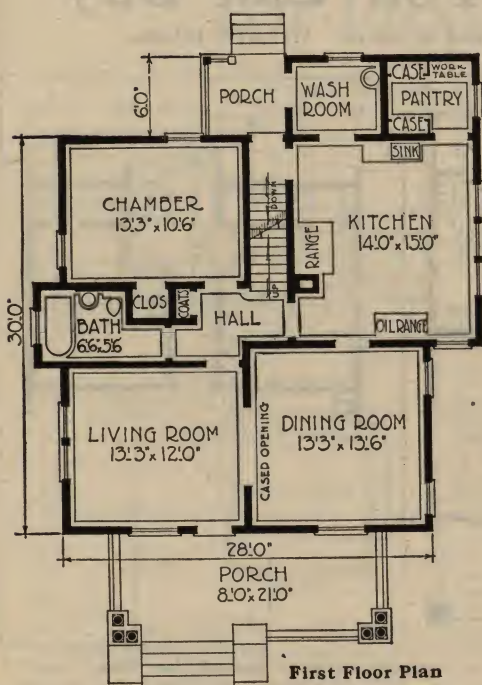 6'.0"
PORCH
WASH
ROOM
CASE
WORK
TABLE
PANTRY
CASE
SINK
CHAMBER
13'.3" x 10'.6"
DOWN
KITCHEN
14'.0" x 15'.0"
RANGE
UP
CLOS
COATS
HALL
BATH
6'.6" x 5'.6
OIL RANGE
30'.0"
LIVING ROOM
13'.3" x 12'.0"
CASED OPENING
DINING ROOM
13'.3" x 13'.6"
28'.0"
PORCH
8'.0" x 21'.0"
First Floor Plan